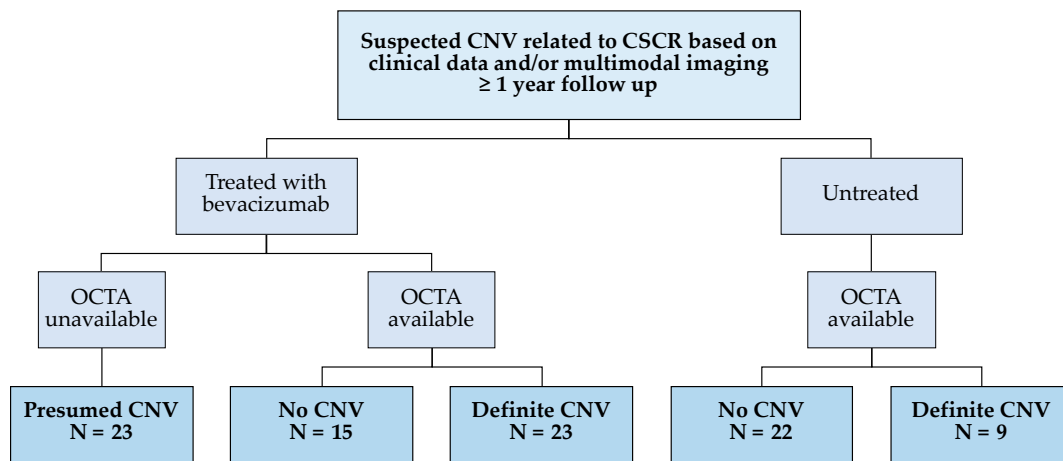 Suspected CNV related to CSCR based on
clinical data and/or multimodal imaging
≥ 1 year follow up
Treated with
bevacizumab
Untreated
OCTA
unavailable
OCTA
available
OCTA
available
Presumed CNV
N = 23
No CNV
N = 15
Definite CNV
N = 23
No CNV
N = 22
Definite CNV
N = 9